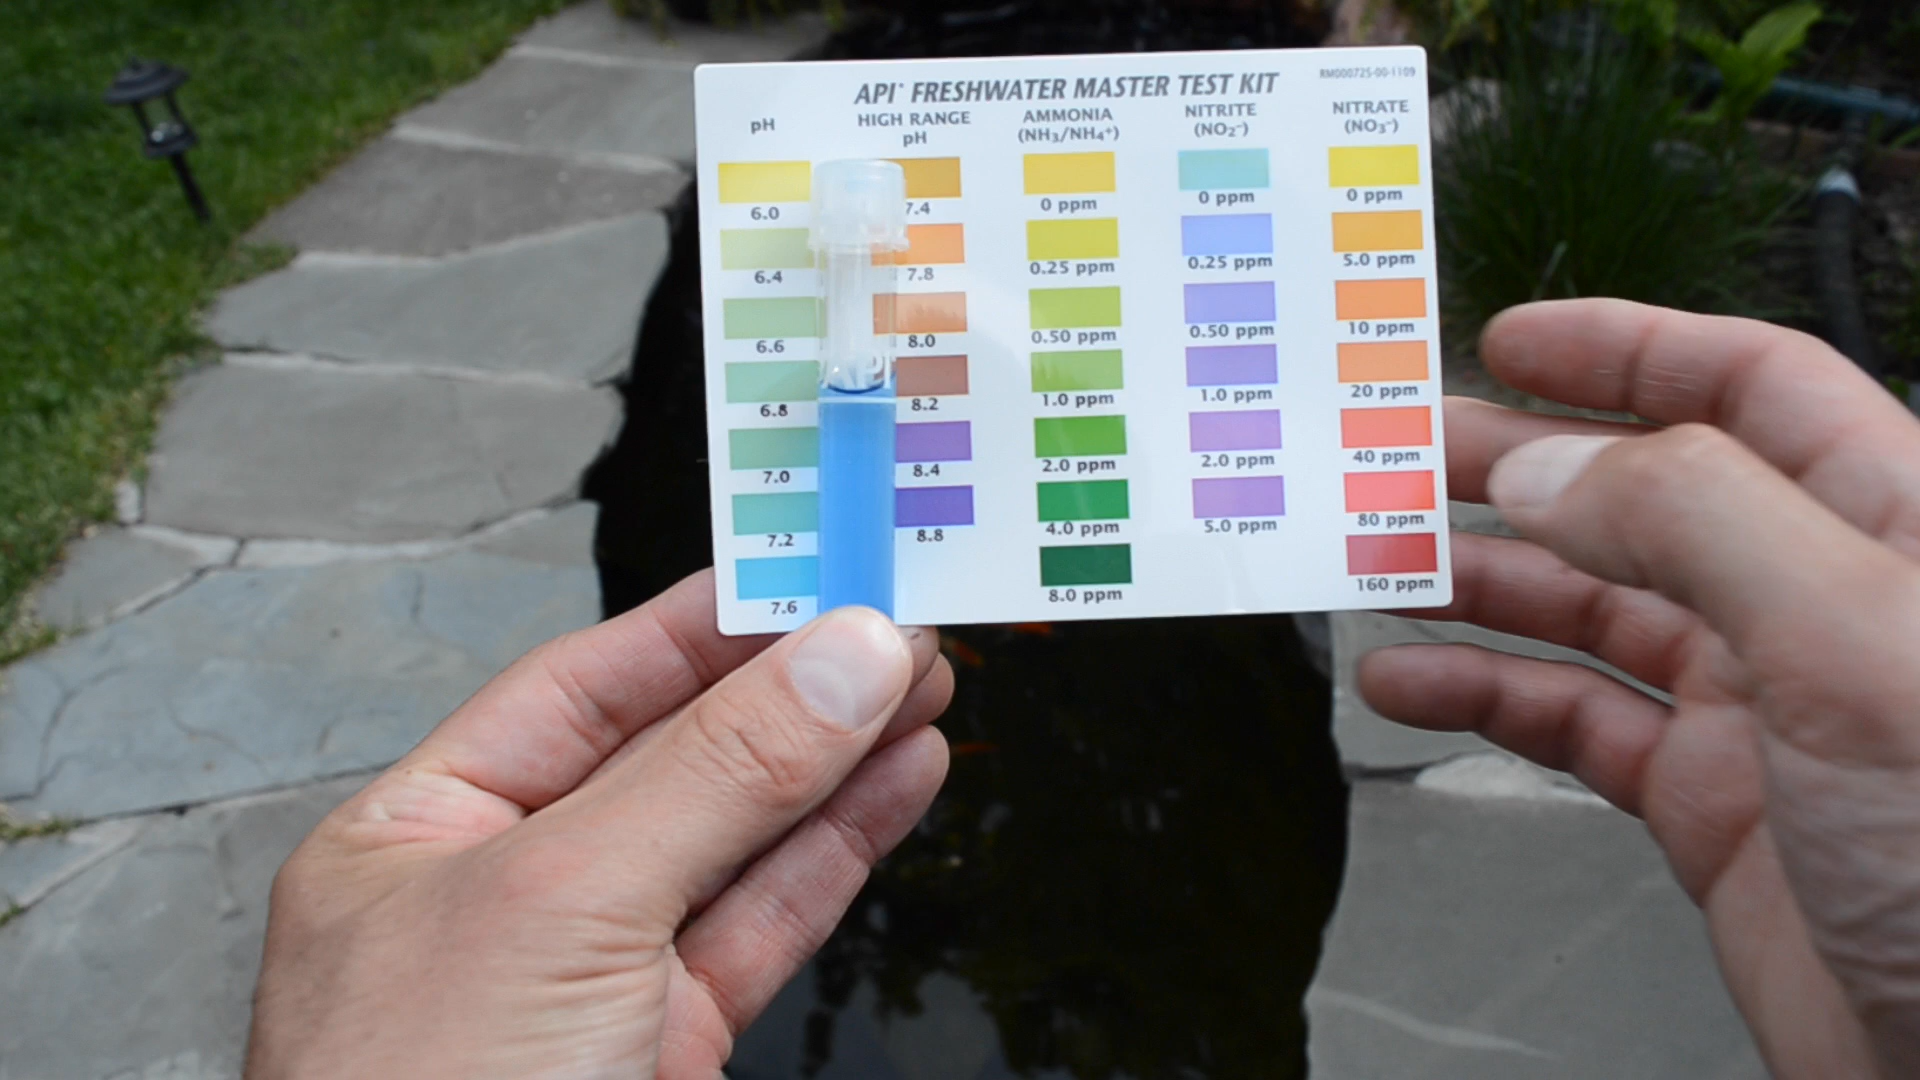 API* FRESHWATER MASTER TEST KIT
RM000725-00-1109
pH
6.0
6.4
6.6
6.8
7.0
7.2
7.6
HIGH RANGE
pH
7.4
7.8
8.0
8.2
8.4
8.8
AMMONIA
(NH₃/NH₄⁺)
0 ppm
0.25 ppm
0.50 ppm
1.0 ppm
2.0 ppm
4.0 ppm
8.0 ppm
NITRITE
(NO₂⁻)
0 ppm
0.25 ppm
0.50 ppm
1.0 ppm
2.0 ppm
5.0 ppm
NITRATE
(NO₃⁻)
0 ppm
5.0 ppm
10 ppm
20 ppm
40 ppm
80 ppm
160 ppm